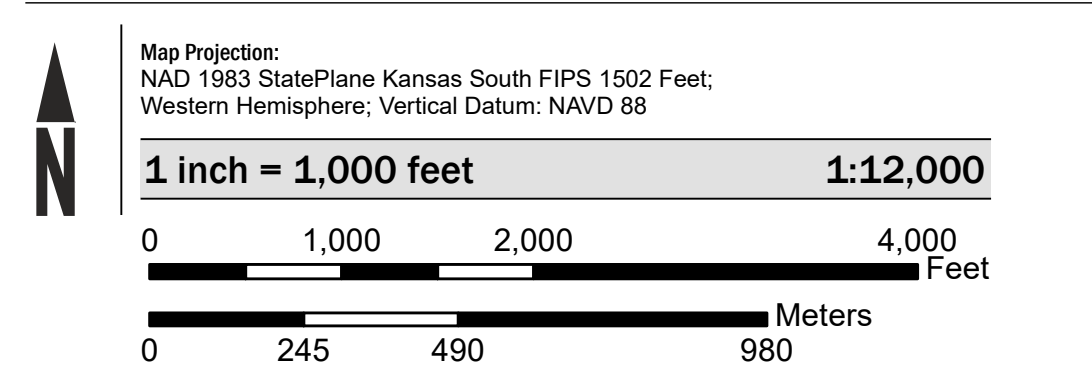 N
Map Projection:
NAD 1983 StatePlane Kansas South FIPS 1502 Feet;
Western Hemisphere; Vertical Datum: NAVD 88
1 inch = 1,000 feet 1:12,000
0 1,000 2,000 4,000
Feet
Meters
0 245 490 980